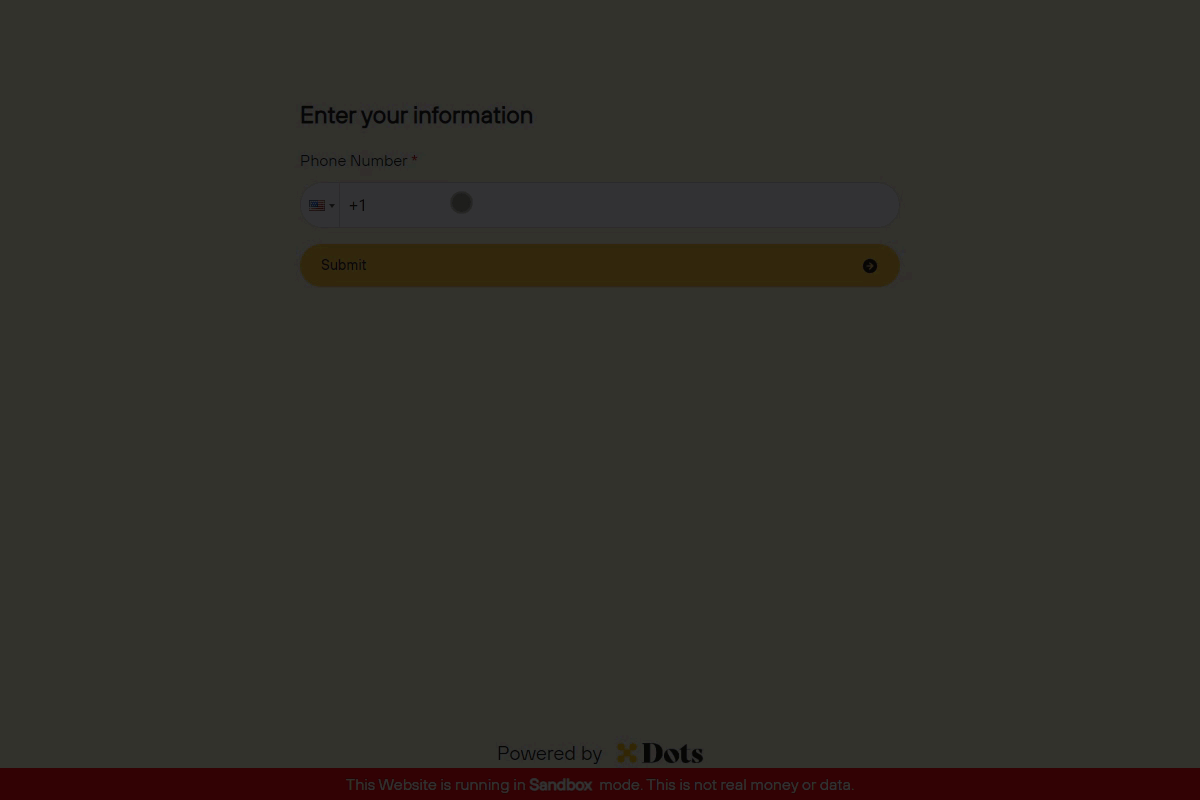 Enter your information
Phone Number *
+1
Submit
Powered by Dots
This Website is running in Sandbox mode. This is not real money or data.